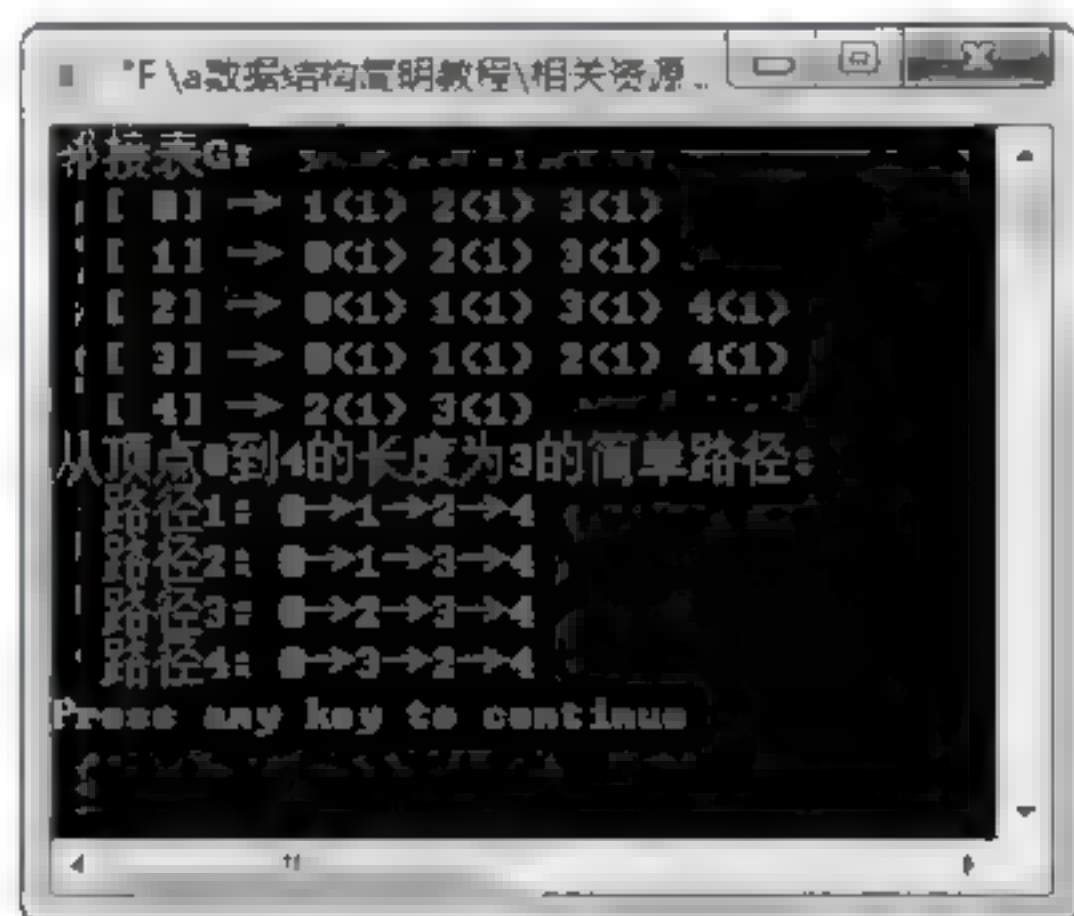 "F \a数据结构简明教程\相关资源 ..
邻接表G:
[ 0] → 1(1) 2(1) 3(1)
[ 1] → 0(1) 2(1) 3(1)
[ 2] → 0(1) 1(1) 3(1) 4(1)
[ 3] → 0(1) 1(1) 2(1) 4(1)
[ 4] → 2(1) 3(1)
从顶点0到4的长度为3的简单路径:
路径1: 0→1→2→4
路径2: 0→1→3→4
路径3: 0→2→3→4
路径4: 0→3→2→4
Press any key to continue